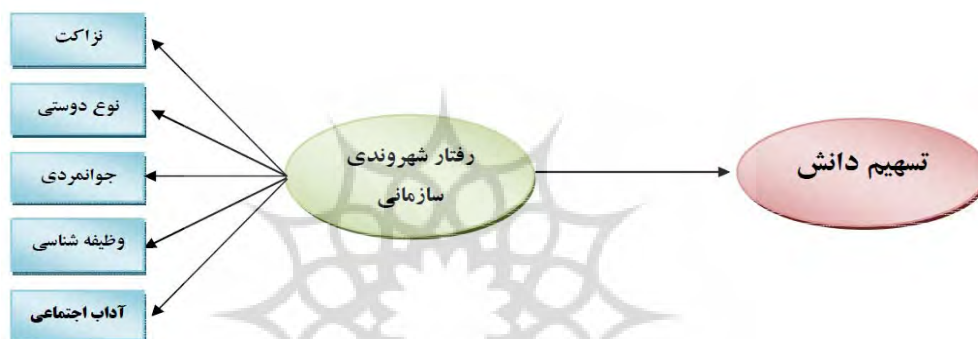 نزاکت
نوع دوستی
جوانمردی
وظیفه شناسی
آداب اجتماعی
رفتار شهروندی
سازمانی
تسهیم دانش